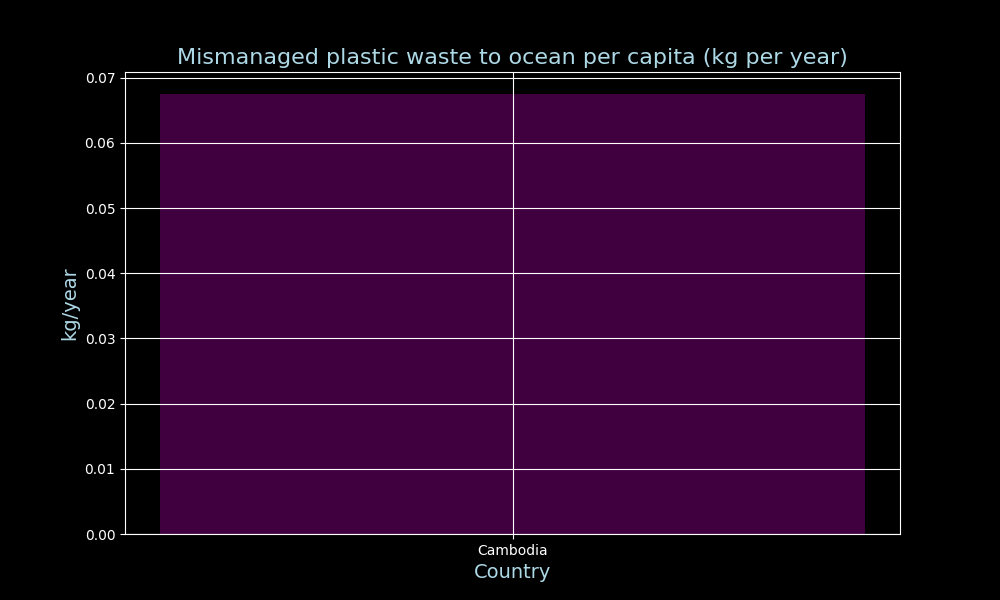 Mismanaged plastic waste to ocean per capita (kg per year)
0.07
0.06
0.05
0.04
0.03
0.02
0.01
0.00
kg/year
Cambodia
Country